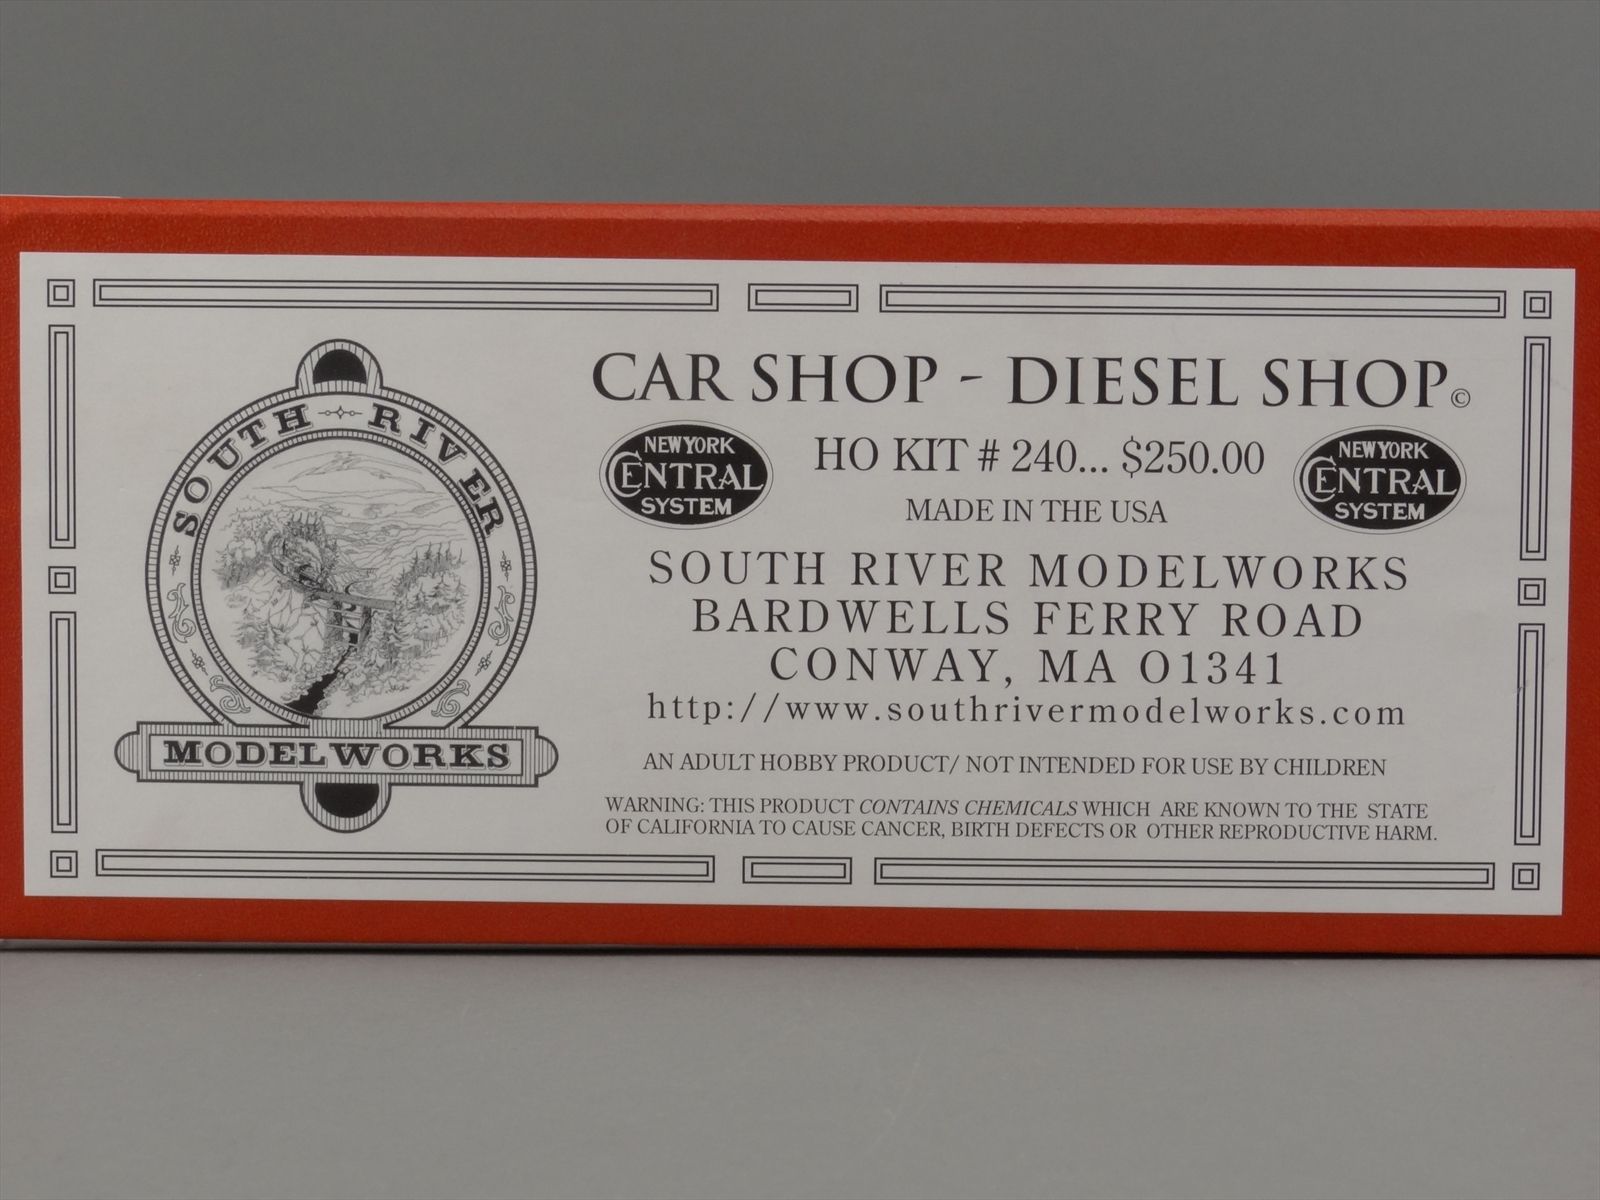 SOUTH RIVER
MODELWORKS
CAR SHOP - DIESEL SHOP©
NEW YORK
CENTRAL
SYSTEM
HO KIT # 240... $250.00
MADE IN THE USA
NEW YORK
CENTRAL
SYSTEM
SOUTH RIVER MODELWORKS
BARDWELLS FERRY ROAD
CONWAY, MA 01341
http://www.southrivermodelworks.com
AN ADULT HOBBY PRODUCT/ NOT INTENDED FOR USE BY CHILDREN
WARNING: THIS PRODUCT CONTAINS CHEMICALS WHICH ARE KNOWN TO THE STATE
OF CALIFORNIA TO CAUSE CANCER, BIRTH DEFECTS OR OTHER REPRODUCTIVE HARM.